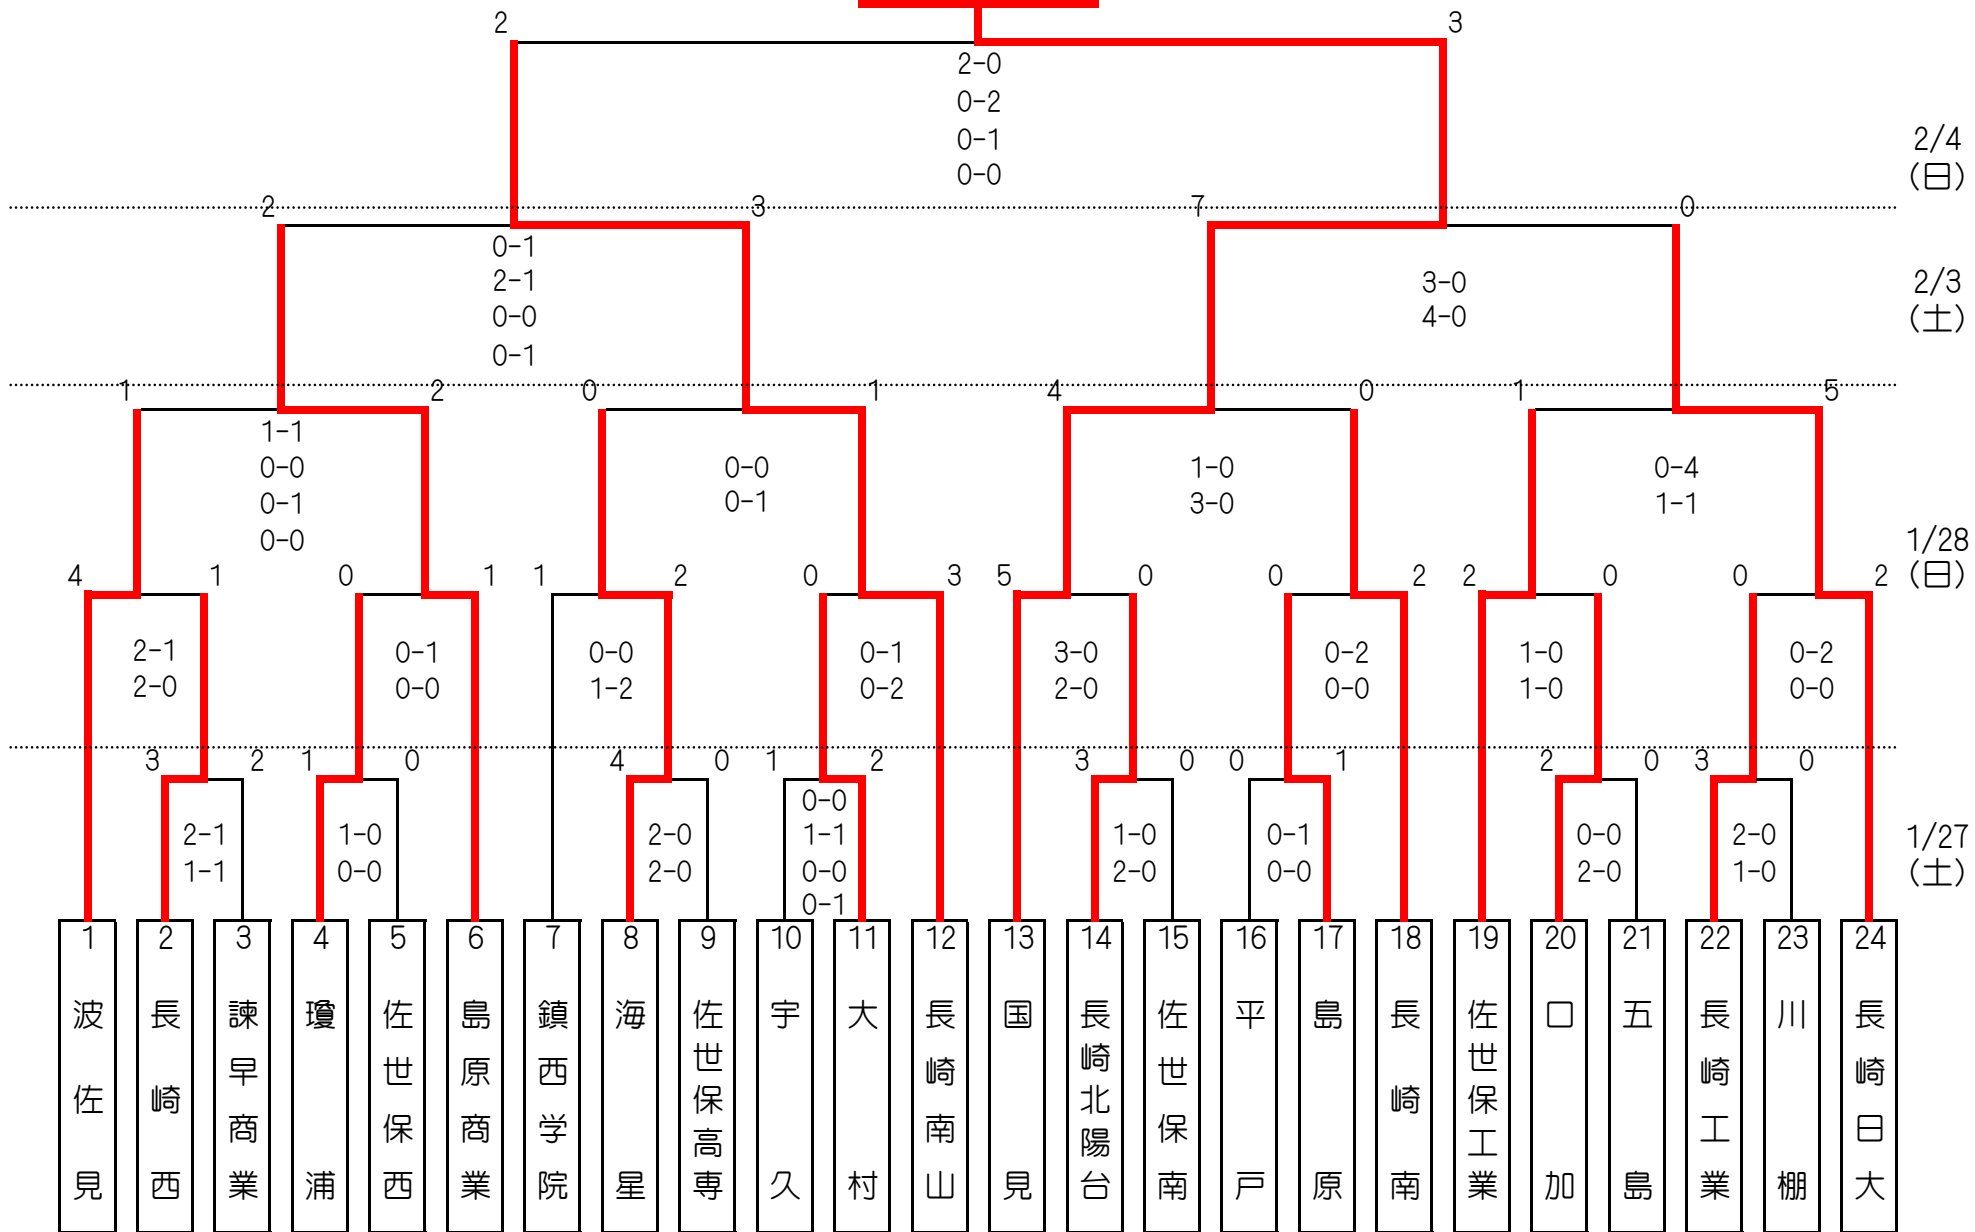 2 3
2-0
0-2
0-1
0-0
2/4
(日)
2 3 7 0
0-1
2-1
0-0
0-1
3-0
4-0
2/3
(土)
1 2 0 1 4 0 1 5
1-1
0-0
0-1
0-0
0-0
0-1
1-0
3-0
0-4
1-1
1/28
(日)
4 1 0 1 1 2 0 3 5 0 0 2 2 0 0 2
2-1
2-0
0-1
0-0
0-0
1-2
0-1
0-2
3-0
2-0
0-2
0-0
1-0
1-0
0-2
0-0
3 2 1 0 4 0 1 2 3 0 0 1 2 0 3 0
2-1
1-1
1-0
0-0
2-0
2-0
0-0
1-1
0-0
0-1
1-0
2-0
0-1
0-0
0-0
2-0
2-0
1-0
1/27
(土)
1 波佐見
2 長崎西
3 諫早商業
4 瓊浦
5 佐世保西
6 島原商業
7 鎮西学院
8 海星
9 佐世保高専
10 宇久
11 大村
12 長崎南山
13 国見
14 長崎北陽台
15 佐世保南
16 平戸
17 島原
18 長崎南
19 佐世保工業
20 口加
21 五島
22 長崎工業
23 川棚
24 長崎日大